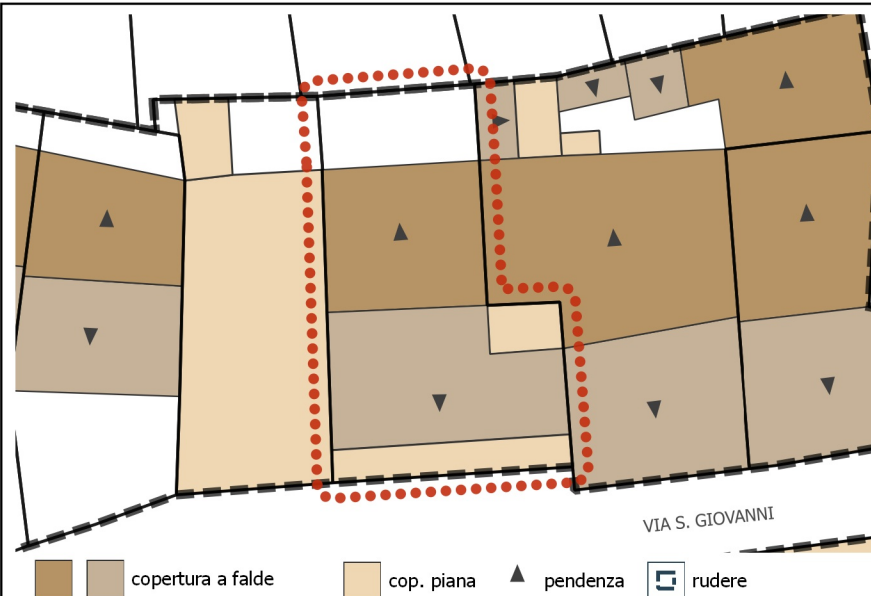 VIA S. GIOVANNI
copertura a falde
cop. piana
pendenza
rudere